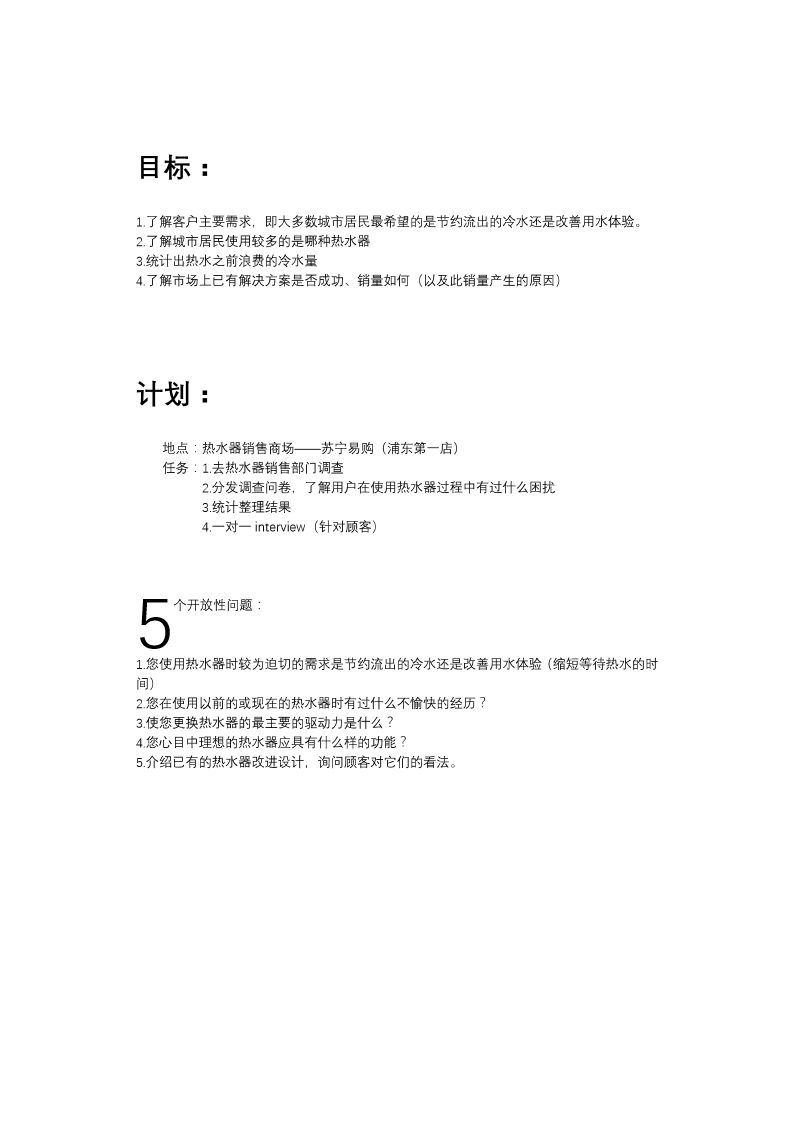 目标：
1.了解客户主要需求，即大多数城市居民最希望的是节约流出的冷水还是改善用水体验。
2.了解城市居民使用较多的是哪种热水器
3.统计出热水之前浪费的冷水量
4.了解市场上已有解决方案是否成功、销量如何（以及此销量产生的原因）
计划：
地点：热水器销售商场——苏宁易购（浦东第一店）
任务：1.去热水器销售部门调查
2.分发调查问卷，了解用户在使用热水器过程中有过什么困扰
3.统计整理结果
4.一对一 interview（针对顾客）
5个开放性问题：
1.您使用热水器时较为迫切的需求是节约流出的冷水还是改善用水体验（缩短等待热水的时
间）
2.您在使用以前的或现在的热水器时有过什么不愉快的经历？
3.使您更换热水器的最主要的驱动力是什么？
4.您心目中理想的热水器应具有什么样的功能？
5.介绍已有的热水器改进设计，询问顾客对它们的看法。